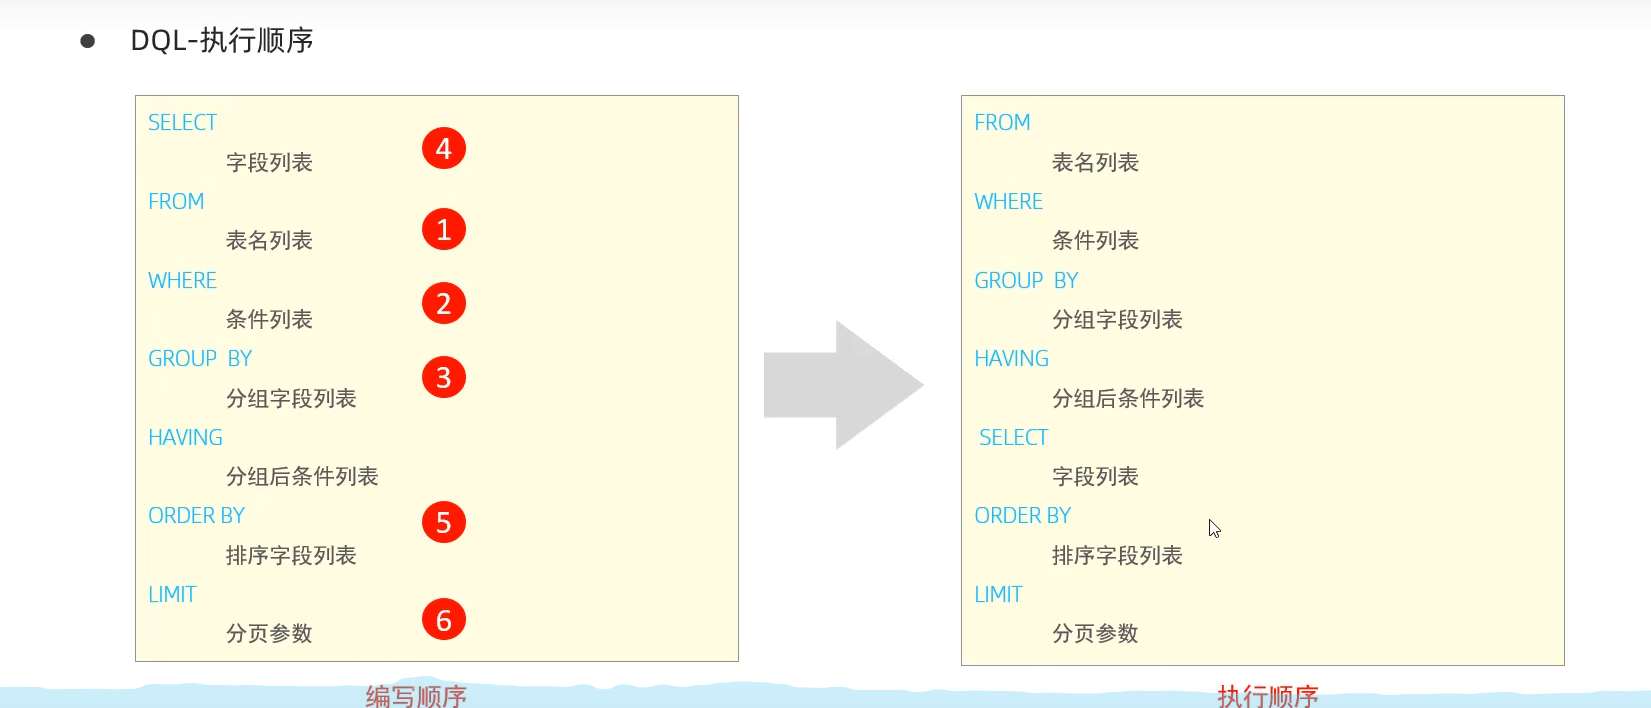 DQL-执行顺序
SELECT
字段列表
4
FROM
表名列表
1
WHERE
条件列表
2
GROUP BY
分组字段列表
3
HAVING
分组后条件列表
ORDER BY
排序字段列表
5
LIMIT
分页参数
6
编写顺序
FROM
表名列表
WHERE
条件列表
GROUP BY
分组字段列表
HAVING
分组后条件列表
SELECT
字段列表
ORDER BY
排序字段列表
LIMIT
分页参数
执行顺序